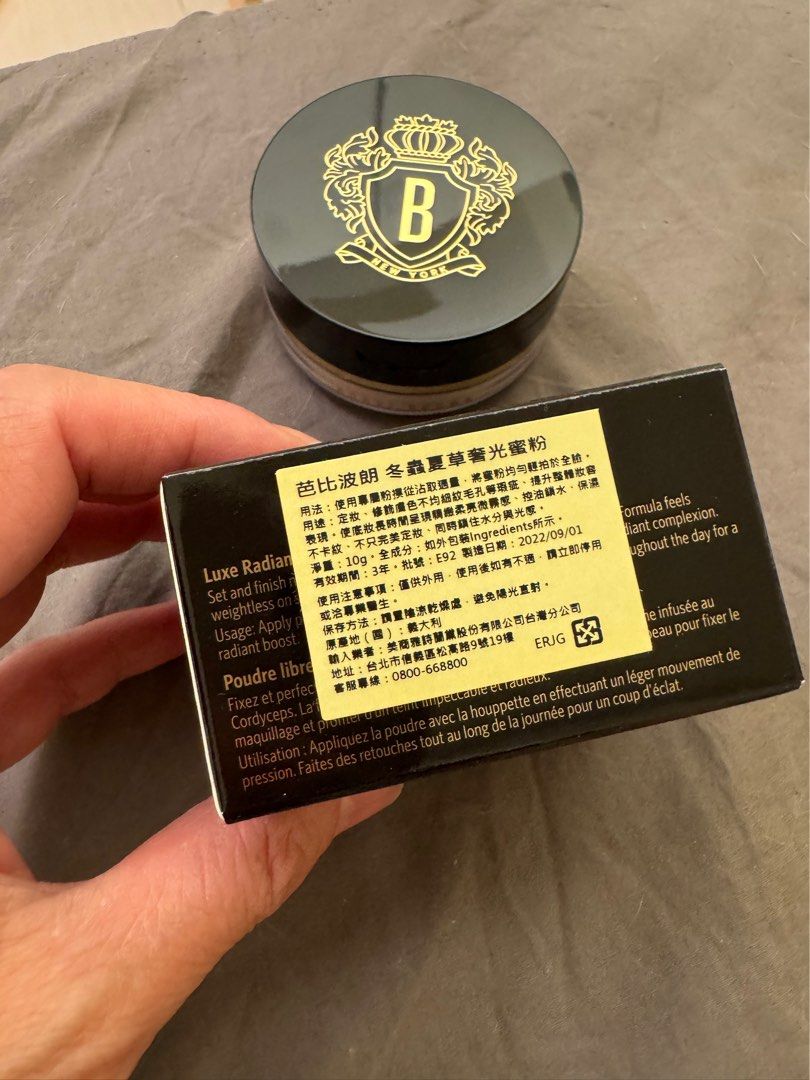 B
NEW YORK
芭比波朗 冬蟲夏草奢光蜜粉
用法：使用專屬粉撲從沾取適量，將蜜粉均勻輕拍於全臉。
用途：定妝、修飾膚色不均細紋毛孔等瑕疵、提升整體妝容
表現。使底妝長時間呈現精緻柔亮微霧感、控油鎖水、保濕
不卡紋，不只完美定妝、同時鎖住水分與光感。
淨重：10g。全成分：如外包裝Ingredients所示。
有效期間：3年。批號：E92 製造日期：2022/09/01
使用注意事項：僅供外用，使用後如有不適，請立即停用
或洽專業醫生。
保存方法：請置陰涼乾燥處，避免陽光直射。
原產地（國）：義大利
輸入業者：美商雅詩蘭黛股份有限公司台灣分公司
地址：台北市信義區松高路9號19樓
客服專線：0800-668800
ERJG
Luxe Radian
Set and finish
Formula feels
weightless on
diant complexion.
Usage: Apply p
ughout the day for a
radiant boost.
Poudre libre
ne infusée au
Fixez et perfec
eau pour fixer le
Cordyceps. La
maquillage et profiter d'un teint impeccable et radieux.
Utilisation : Appliquez la poudre avec la houppette en effectuant un léger mouvement de
pression. Faites des retouches tout au long de la journée pour un coup d'éclat.